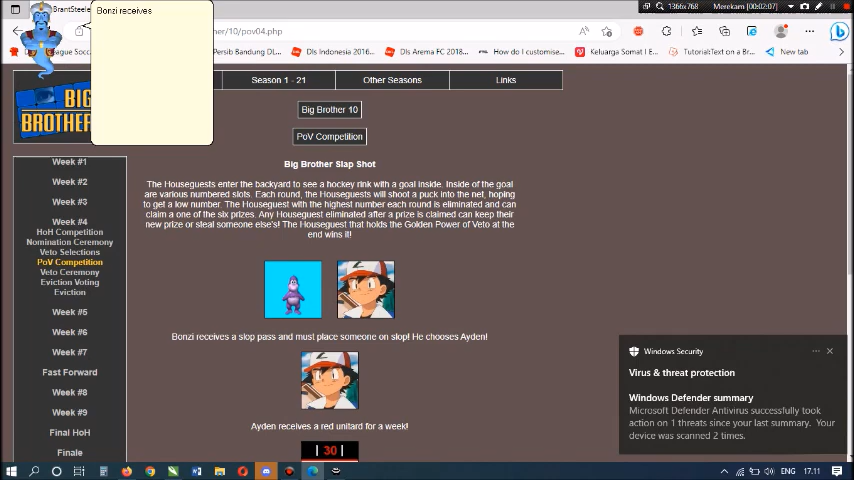 BrantSteele
Bonzi receives
1366x768
Merekam [00:02:07]
er/10/pov04.php
League Socc
Persib Bandung DL...
Dls Indonesia 2016...
Dls Arema FC 2018...
How do I customise...
Keluarga Somat I E...
Tutorial:Text on a Br...
New tab
BIG
BROTHER
Season 1 - 21
Other Seasons
Links
Big Brother 10
PoV Competition
Big Brother Slap Shot
The Houseguests enter the backyard to see a hockey rink with a goal inside. Inside of the goal
are various numbered slots. Each round, the Houseguests will shoot a puck into the net, hoping
to get a low number. The Houseguest with the highest number each round is eliminated and can
claim a one of the six prizes. Any Houseguest eliminated after a prize is claimed can keep their
new prize or steal someone else's! The Houseguest that holds the Golden Power of Veto at the
end wins it!
Week #1
Week #2
Week #3
Week #4
HoH Competition
Nomination Ceremony
Veto Selections
PoV Competition
Veto Ceremony
Eviction Voting
Eviction
Week #5
Week #6
Week #7
Fast Forward
Week #8
Week #9
Final HoH
Finale
Bonzi receives a slop pass and must place someone on slop! He chooses Ayden!
Ayden receives a red unitard for a week!
| 30 |
Windows Security
Virus & threat protection
Windows Defender summary
Microsoft Defender Antivirus successfully took
action on 1 threats since your last summary. Your
device was scanned 2 times.
ENG
17.11